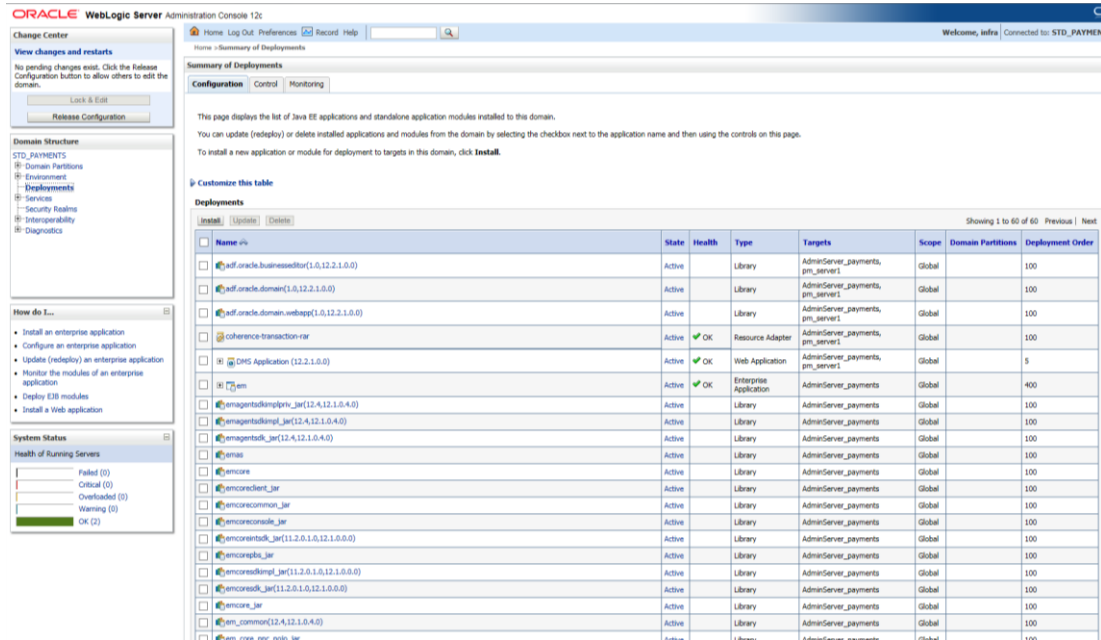 ORACLE WebLogic Server Administration Console 12c
Change Center
View changes and restarts
No pending changes exist. Click the Release
Configuration button to allow others to edit the
domain.
Lock & Edit
Release Configuration
Domain Structure
STD_PAYMENTS
Domain Partitions
Environment
Deployments
Services
Security Realms
Interoperability
Diagnostics
How do I...
Install an enterprise application
Configure an enterprise application
Update (redeploy) an enterprise application
Monitor the modules of an enterprise
application
Deploy EJB modules
Install a Web application
System Status
Health of Running Servers
Failed (0)
Critical (0)
Overloaded (0)
Warning (0)
OK (2)
Home Log Out Preferences Record Help
Welcome, infra Connected to: STD_PAYMEN
Home >Summary of Deployments
Summary of Deployments
Configuration Control Monitoring
This page displays the list of Java EE applications and standalone application modules installed to this domain.
You can update (redeploy) or delete installed applications and modules from the domain by selecting the checkbox next to the application name and then using the controls on this page.
To install a new application or module for deployment to targets in this domain, click Install.
Customize this table
Deployments
Install Update Delete Showing 1 to 60 of 60 Previous | Next
Name State Health Type Targets Scope Domain Partitions Deployment Order
adf.oracle.businesseditor(1.0,12.2.1.0.0) Active Library AdminServer_payments, pm_server1 Global 100
adf.oracle.domain(1.0,12.2.1.0.0) Active Library AdminServer_payments, pm_server1 Global 100
adf.oracle.domain.webapp(1.0,12.2.1.0.0) Active Library AdminServer_payments, pm_server1 Global 100
coherence-transaction-rar Active OK Resource Adapter AdminServer_payments, pm_server1 Global 100
DMS Application (12.2.1.0.0) Active OK Web Application AdminServer_payments, pm_server1 Global 5
em Active OK Enterprise Application AdminServer_payments Global 400
emagentsdkimplpriv_jar(12.4,12.1.0.4.0) Active Library AdminServer_payments Global 100
emagentsdkimpl_jar(12.4,12.1.0.4.0) Active Library AdminServer_payments Global 100
emagentsdk_jar(12.4,12.1.0.4.0) Active Library AdminServer_payments Global 100
emas Active Library AdminServer_payments Global 100
emcore Active Library AdminServer_payments Global 100
emcoreclient_jar Active Library AdminServer_payments Global 100
emcorecommon_jar Active Library AdminServer_payments Global 100
emcoreconsole_jar Active Library AdminServer_payments Global 100
emcoreintsdk_jar(11.2.0.1.0,12.1.0.0.0) Active Library AdminServer_payments Global 100
emcorepbs_jar Active Library AdminServer_payments Global 100
emcoresdkimpl_jar(11.2.0.1.0,12.1.0.0.0) Active Library AdminServer_payments Global 100
emcoresdk_jar(11.2.0.1.0,12.1.0.0.0) Active Library AdminServer_payments Global 100
emcore_jar Active Library AdminServer_payments Global 100
em_common(12.4,12.1.0.4.0) Active Library AdminServer_payments Global 100
Active Library AdminServer_payments Global 100